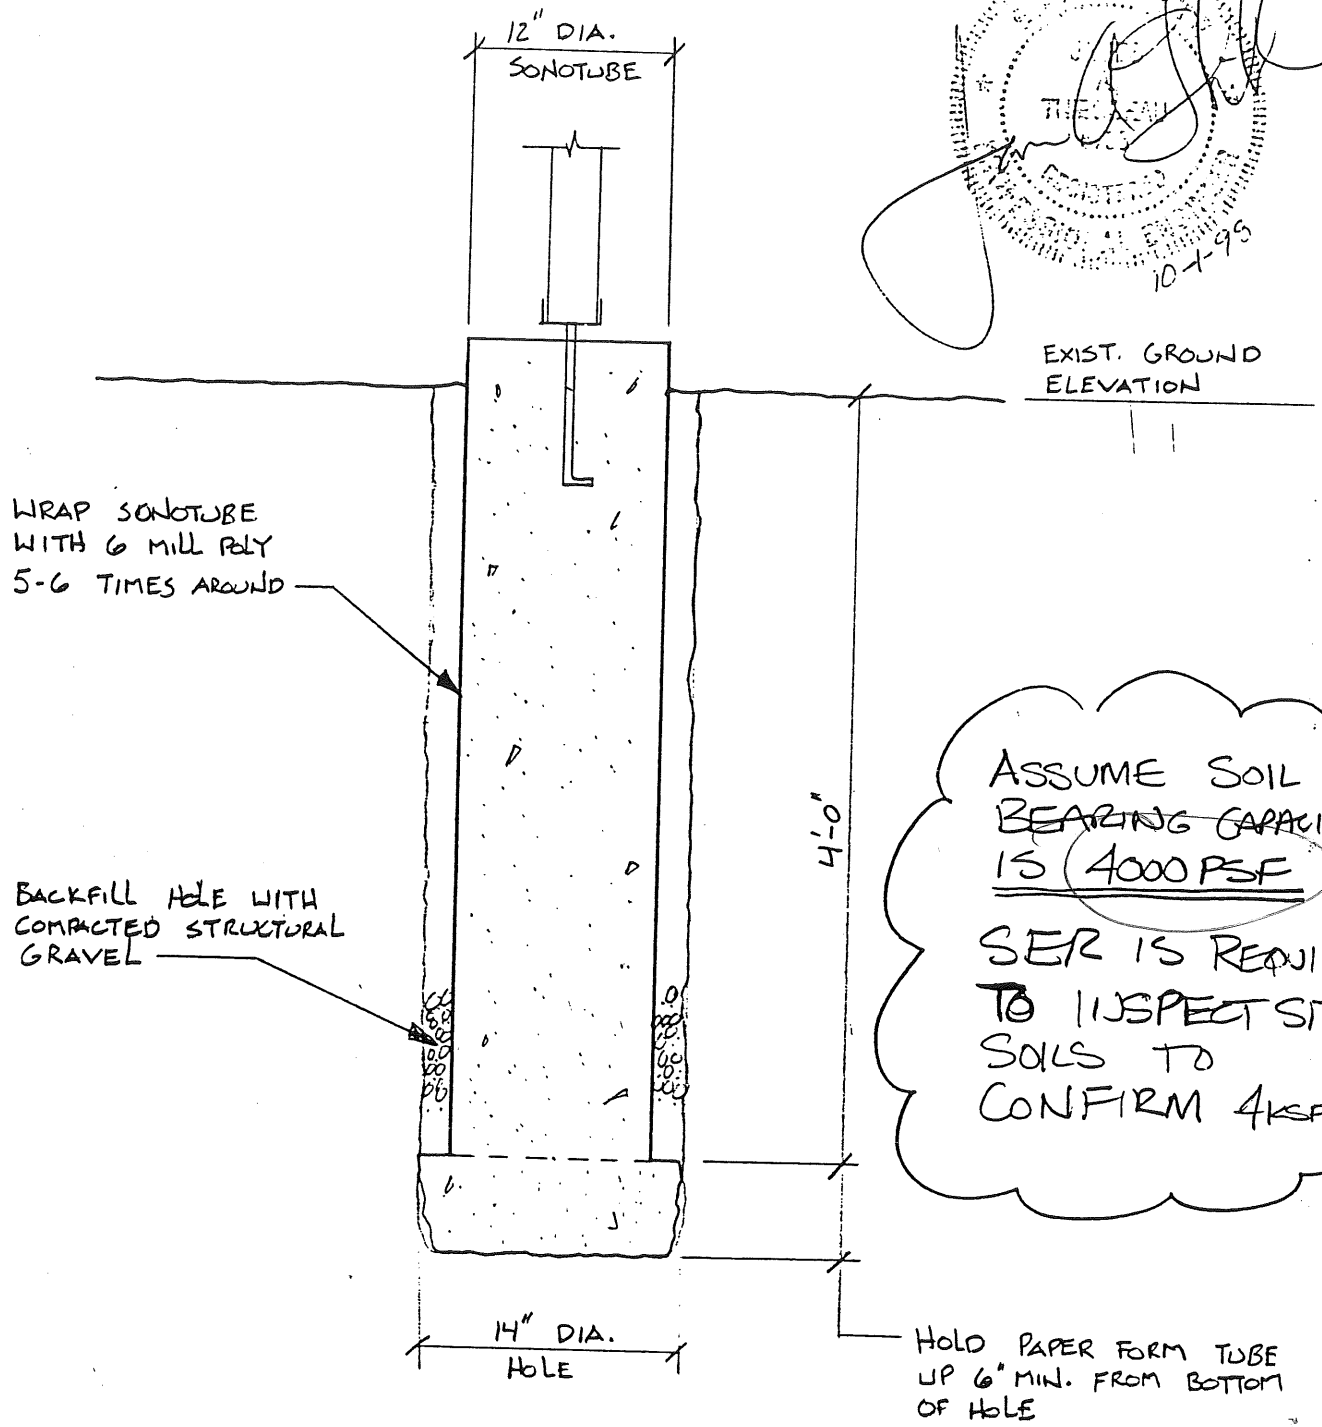 12" DIA.
SONOTUBE
REGISTERED
10-1-95
EXIST. GROUND
ELEVATION
WRAP SONOTUBE
WITH 6 MILL POLY
5-6 TIMES AROUND
4'-0"
ASSUME SOIL
BEARING CAPACI
IS 4000 PSF
SER IS REQUI
TO INSPECT
SOILS TO
CONFIRM 4KSF
BACKFILL HOLE WITH
COMPACTED STRUCTURAL
GRAVEL
14" DIA.
HOLE
HOLD PAPER FORM TUBE
UP 6" MIN. FROM BOTTOM
OF HOLE